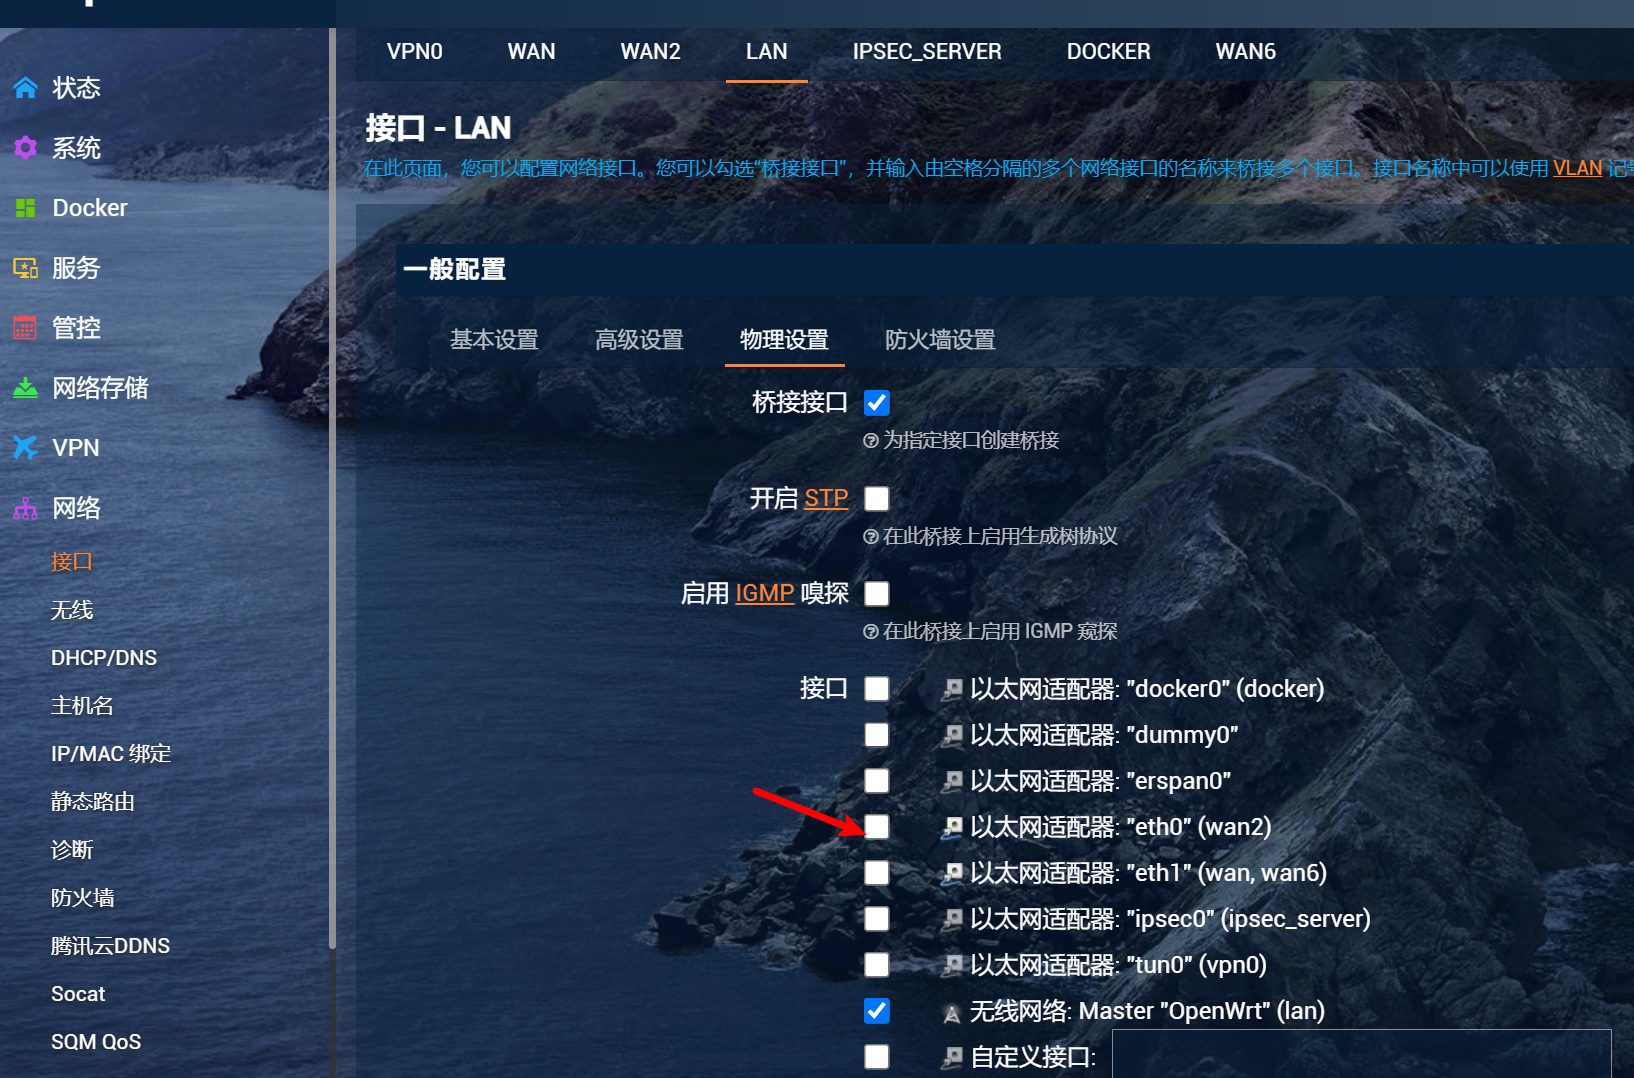 VPN0 WAN WAN2 LAN IPSEC_SERVER DOCKER WAN6
状态
系统
Docker
服务
管控
网络存储
VPN
网络
接口
无线
DHCP/DNS
主机名
IP/MAC 绑定
静态路由
诊断
防火墙
腾讯云DDNS
Socat
SQM QoS
接口 - LAN
在此页面，您可以配置网络接口。您可以勾选“桥接接口”，并输入由空格分隔的多个网络接口的名称来桥接多个接口。接口名称中可以使用 VLAN 记
一般配置
基本设置 高级设置 物理设置 防火墙设置
桥接接口
为指定接口创建桥接
开启 STP
在此桥接上启用生成树协议
启用 IGMP 嗅探
在此桥接上启用 IGMP 窥探
接口 以太网适配器: "docker0" (docker)
以太网适配器: "dummy0"
以太网适配器: "erspan0"
以太网适配器: "eth0" (wan2)
以太网适配器: "eth1" (wan, wan6)
以太网适配器: "ipsec0" (ipsec_server)
以太网适配器: "tun0" (vpn0)
无线网络: Master "OpenWrt" (lan)
自定义接口: